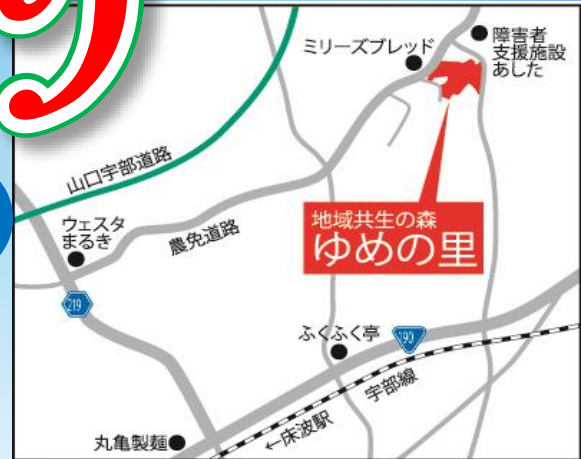 ミリーズブレッド
障害者
支援施設
あした
山口宇部道路
ウェスタ
まるき
農免道路
地域共生の森
ゆめの里
219
ふくふく亭
190
宇部線
←床波駅
丸亀製麺